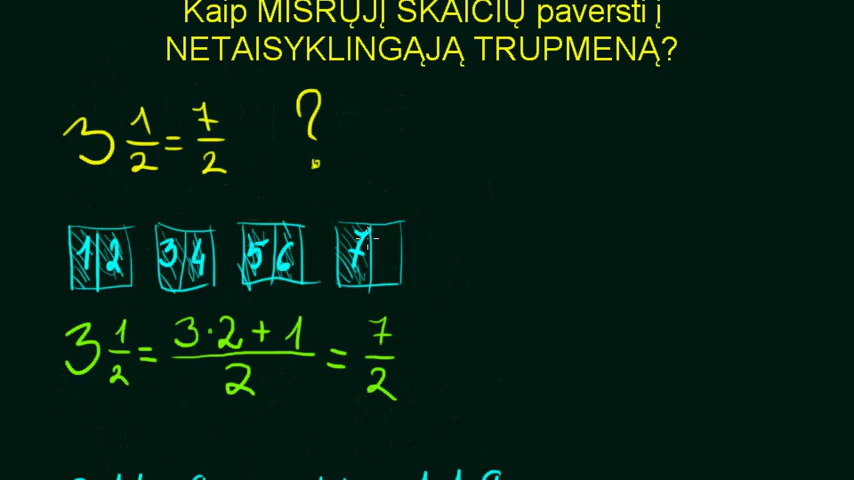 Kaip MIŠRŲJĮ SKAIČIŲ paversti į
NETAISYKLINGĄJĄ TRUPMENĄ?
3 1/2 = 7/2 ?
1 2 3 4 5 6 7
3 1/2 = (3·2+1)/2 = 7/2